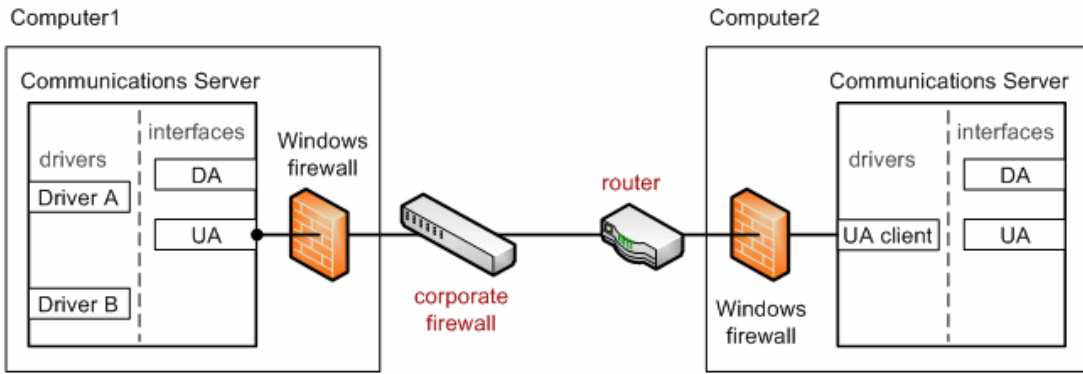 Computer1
Communications Server
drivers
interfaces
DA
Driver A
UA
Driver B
Windows
firewall
corporate
firewall
router
Computer2
Communications Server
drivers
interfaces
DA
UA client
UA
Windows
firewall